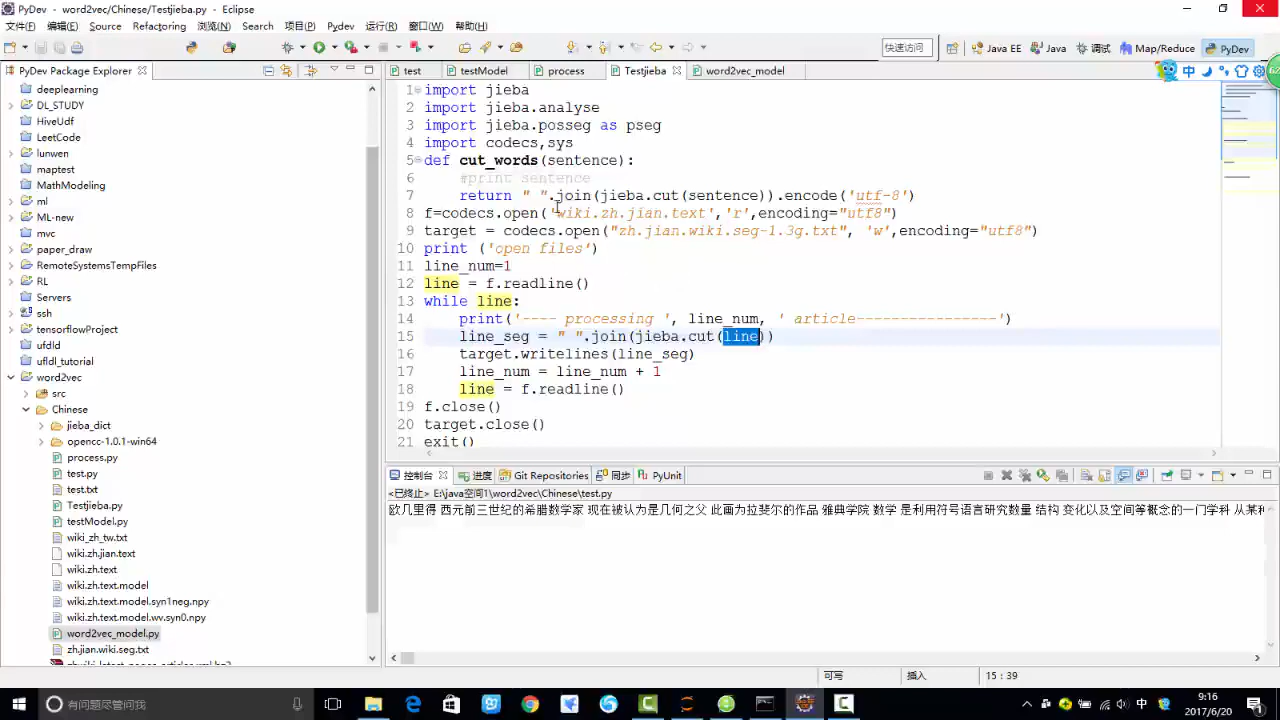 PyDev - word2vec/Chinese/Testjieba.py - Eclipse
文件(F) 编辑(E) Source Refactoring 浏览(N) Search 项目(P) Pydev 运行(R) 窗口(W) 帮助(H)
快速访问 Java EE Java 调试 Map/Reduce PyDev
PyDev Package Explorer
deeplearning
DL_STUDY
HiveUdf
LeetCode
lunwen
maptest
MathModeling
ml
ML-new
mvc
paper_draw
RemoteSystemsTempFiles
RL
Servers
ssh
tensorflowProject
ufldl
ufldl_tutorial
word2vec
src
Chinese
jieba_dict
opencc-1.0.1-win64
process.py
test.py
test.txt
Testjieba.py
testModel.py
wiki_zh_tw.txt
wiki.zh.jian.text
wiki.zh.text
wiki.zh.text.model
wiki.zh.text.model.syn1neg.npy
wiki.zh.text.model.wv.syn0.npy
word2vec_model.py
zh.jian.wiki.seg.txt
test testModel process Testjieba word2vec_model
中
1 import jieba
2 import jieba.analyse
3 import jieba.posseg as pseg
4 import codecs,sys
5 def cut_words(sentence):
6 #print sentence
7 return " ".join(jieba.cut(sentence)).encode('utf-8')
8 f=codecs.open('wiki.zh.jian.text','r',encoding="utf8")
9 target = codecs.open("zh.jian.wiki.seg-1.3g.txt", 'w',encoding="utf8")
10 print ('open files')
11 line_num=1
12 line = f.readline()
13 while line:
14 print('---- processing ', line_num, ' article----------------')
15 line_seg = " ".join(jieba.cut(line))
16 target.writelines(line_seg)
17 line_num = line_num + 1
18 line = f.readline()
19 f.close()
20 target.close()
21 exit()
控制台 进度 Git Repositories 同步 PyUnit
<已终止> E:\java空间1\word2vec\Chinese\test.py
欧几里得 西元前三世纪的希腊数学家 现在被认为是几何之父 此画为拉斐尔的作品 雅典学院 数学 是利用符号语言研究数量 结构 变化以及空间等概念的一门学科 从某种
可写 插入 15 : 39
有问题尽管问我 中 9:16
2017/6/20